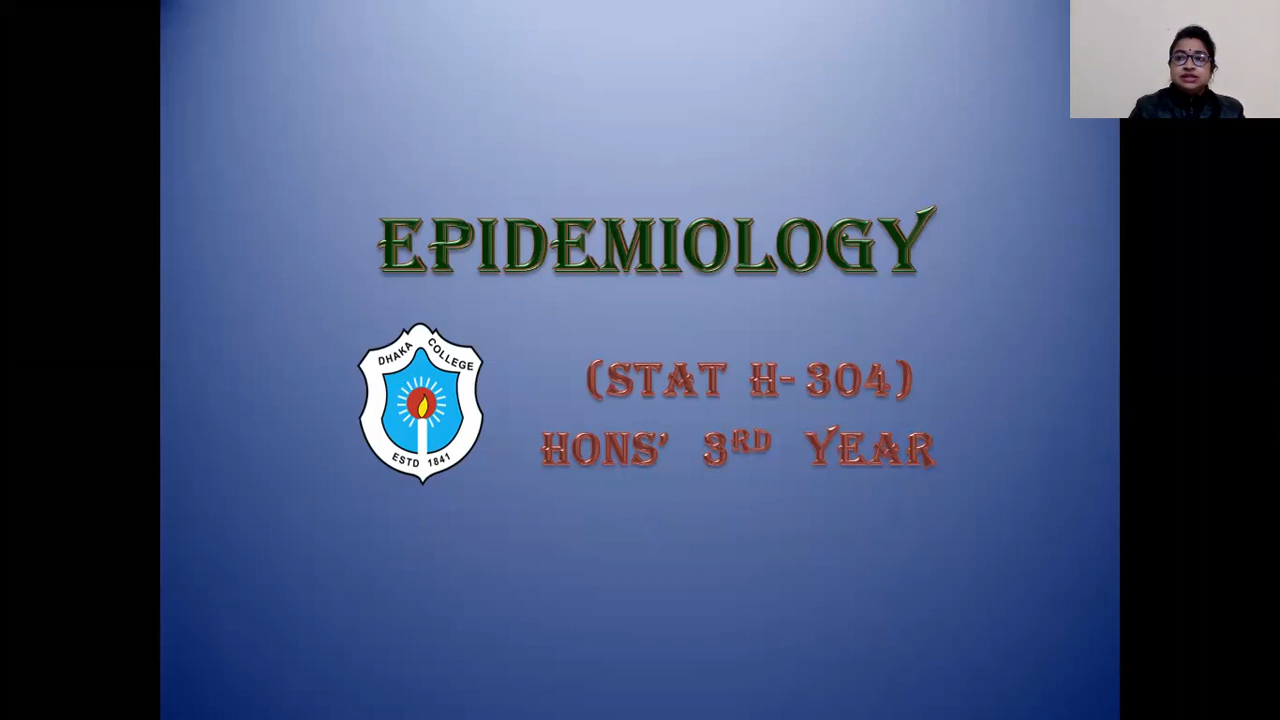 EPIDEMIOLOGY
DHAKA COLLEGE
ESTD 1841
(STAT H-304)
HONS' 3RD YEAR